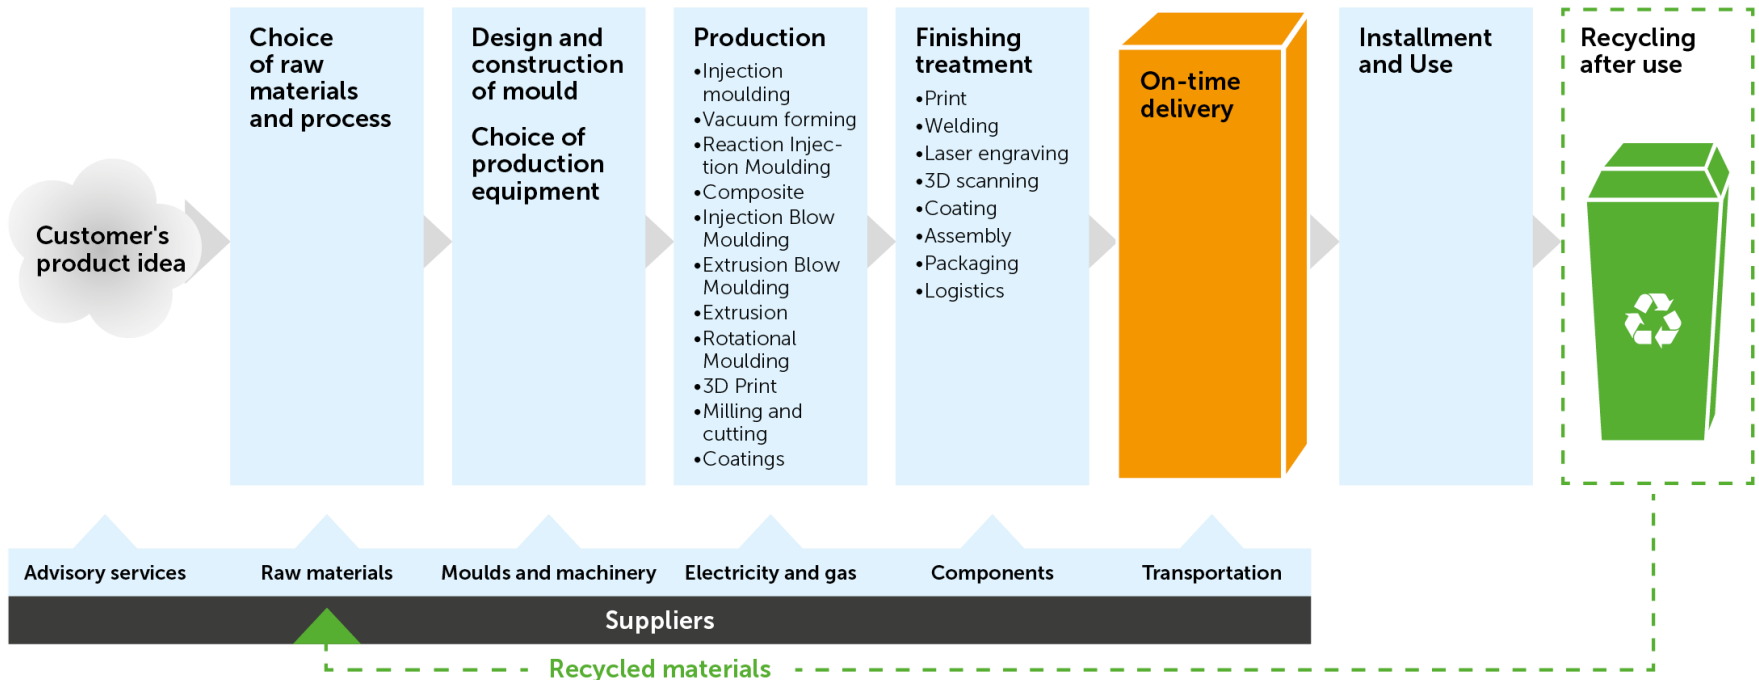 Customer's
product idea
Choice
of raw
materials
and process
Design and
construction
of mould
Choice of
production
equipment
Production
•Injection
moulding
•Vacuum forming
•Reaction Injec-
tion Moulding
•Composite
•Injection Blow
Moulding
•Extrusion Blow
Moulding
•Extrusion
•Rotational
Moulding
•3D Print
•Milling and
cutting
•Coatings
Finishing
treatment
•Print
•Welding
•Laser engraving
•3D scanning
•Coating
•Assembly
•Packaging
•Logistics
On-time
delivery
Installment
and Use
Recycling
after use
Advisory services
Raw materials
Moulds and machinery
Electricity and gas
Components
Transportation
Suppliers
Recycled materials